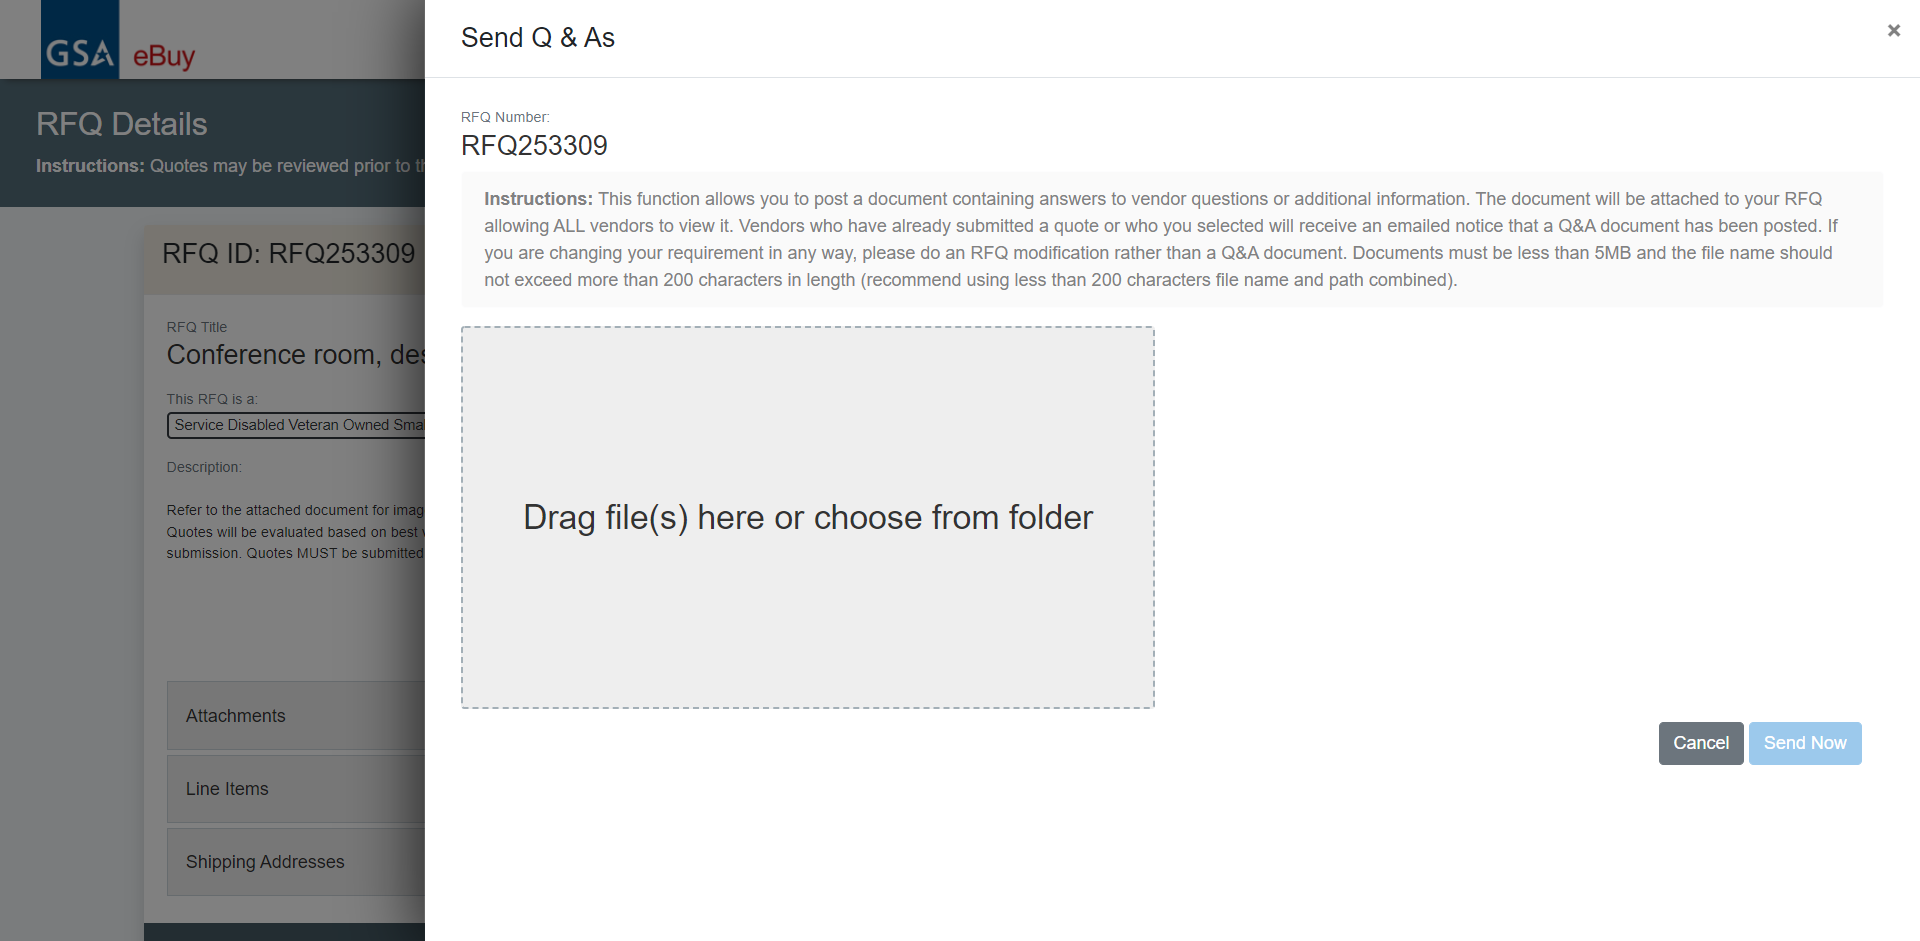 GSA eBuy
RFQ Details
Instructions: Quotes may be reviewed prior to
RFQ ID: RFQ253309
RFQ Title
Conference room,
This RFQ is a:
Service Disabled Veteran Owned
Description:
Refer to the attached document for
Quotes will be evaluated based on best
submission. Quotes MUST be submitted
Attachments
Line Items
Shipping Addresses
Send Q & As
×
RFQ Number:
RFQ253309
Instructions: This function allows you to post a document containing answers to vendor questions or additional information. The document will be attached to your RFQ
allowing ALL vendors to view it. Vendors who have already submitted a quote or who you selected will receive an emailed notice that a Q&A document has been posted. If
you are changing your requirement in any way, please do an RFQ modification rather than a Q&A document. Documents must be less than 5MB and the file name should
not exceed more than 200 characters in length (recommend using less than 200 characters file name and path combined).
Drag file(s) here or choose from folder
Cancel
Send Now